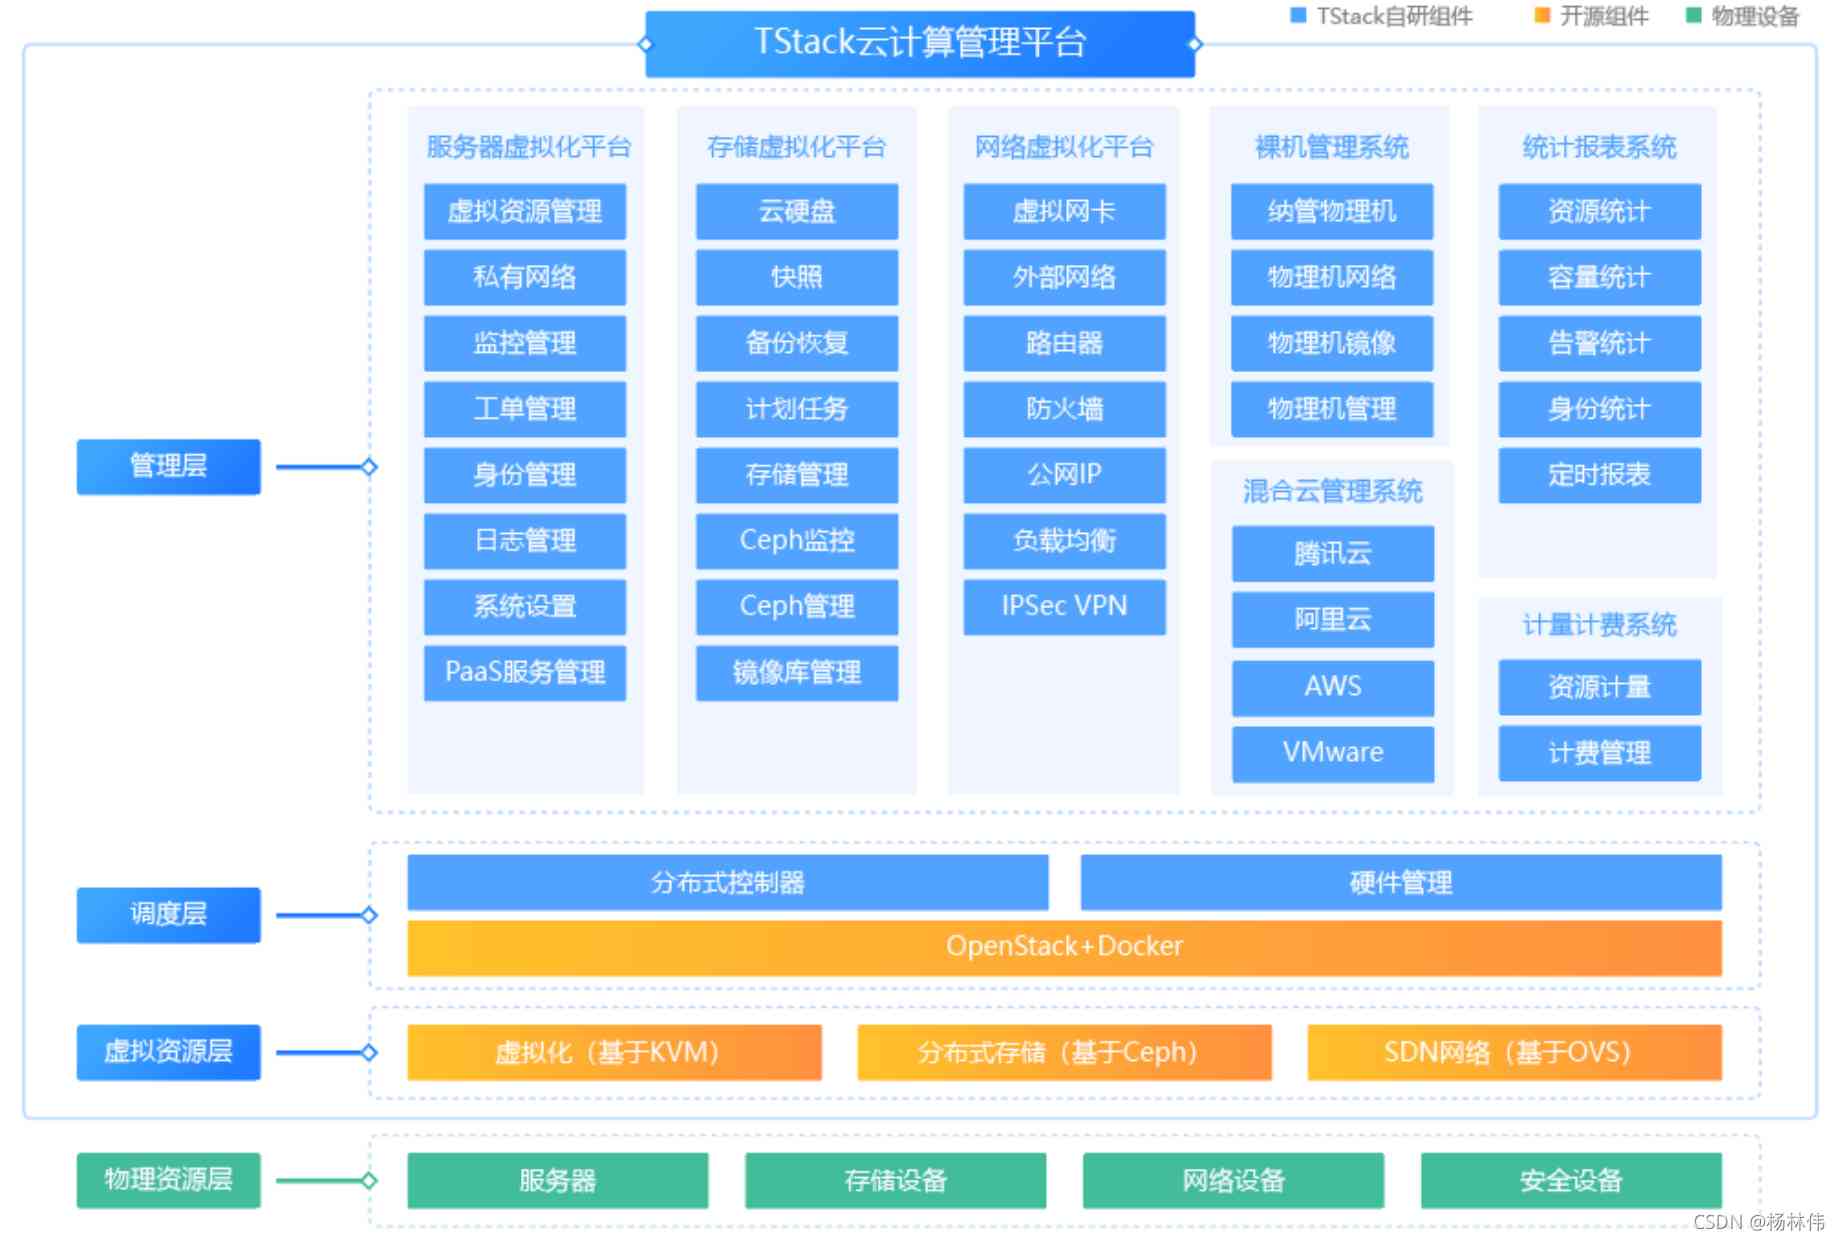 TStack云计算管理平台
TStack自研组件
开源组件
物理设备
管理层
服务器虚拟化平台
虚拟资源管理
私有网络
监控管理
工单管理
身份管理
日志管理
系统设置
PaaS服务管理
存储虚拟化平台
云硬盘
快照
备份恢复
计划任务
存储管理
Ceph监控
Ceph管理
镜像库管理
网络虚拟化平台
虚拟网卡
外部网络
路由器
防火墙
公网IP
负载均衡
IPSec VPN
裸机管理系统
纳管物理机
物理机网络
物理机镜像
物理机管理
混合云管理系统
腾讯云
阿里云
AWS
VMware
统计报表系统
资源统计
容量统计
告警统计
身份统计
定时报表
计量计费系统
资源计量
计费管理
调度层
分布式控制器
硬件管理
OpenStack+Docker
虚拟资源层
虚拟化（基于KVM）
分布式存储（基于Ceph）
SDN网络（基于OVS）
物理资源层
服务器
存储设备
网络设备
安全设备
CSDN @杨林伟